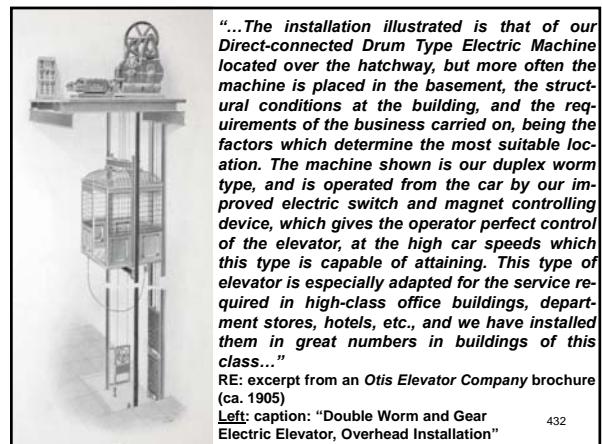 “…The installation illustrated is that of our
Direct-connected Drum Type Electric Machine
located over the hatchway, but more often the
machine is placed in the basement, the struct-
ural conditions at the building, and the req-
uirements of the business carried on, being the
factors which determine the most suitable loc-
ation. The machine shown is our duplex worm
type, and is operated from the car by our im-
proved electric switch and magnet controlling
device, which gives the operator perfect control
of the elevator, at the high car speeds which
this type is capable of attaining. This type of
elevator is especially adapted for the service re-
quired in high-class office buildings, depart-
ment stores, hotels, etc., and we have installed
them in great numbers in buildings of this
class…”
RE: excerpt from an Otis Elevator Company brochure
(ca. 1905)
Left: caption: “Double Worm and Gear
Electric Elevator, Overhead Installation”
432